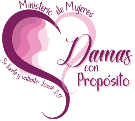 Ministerio de Mujeres
Damas
con
Propósito